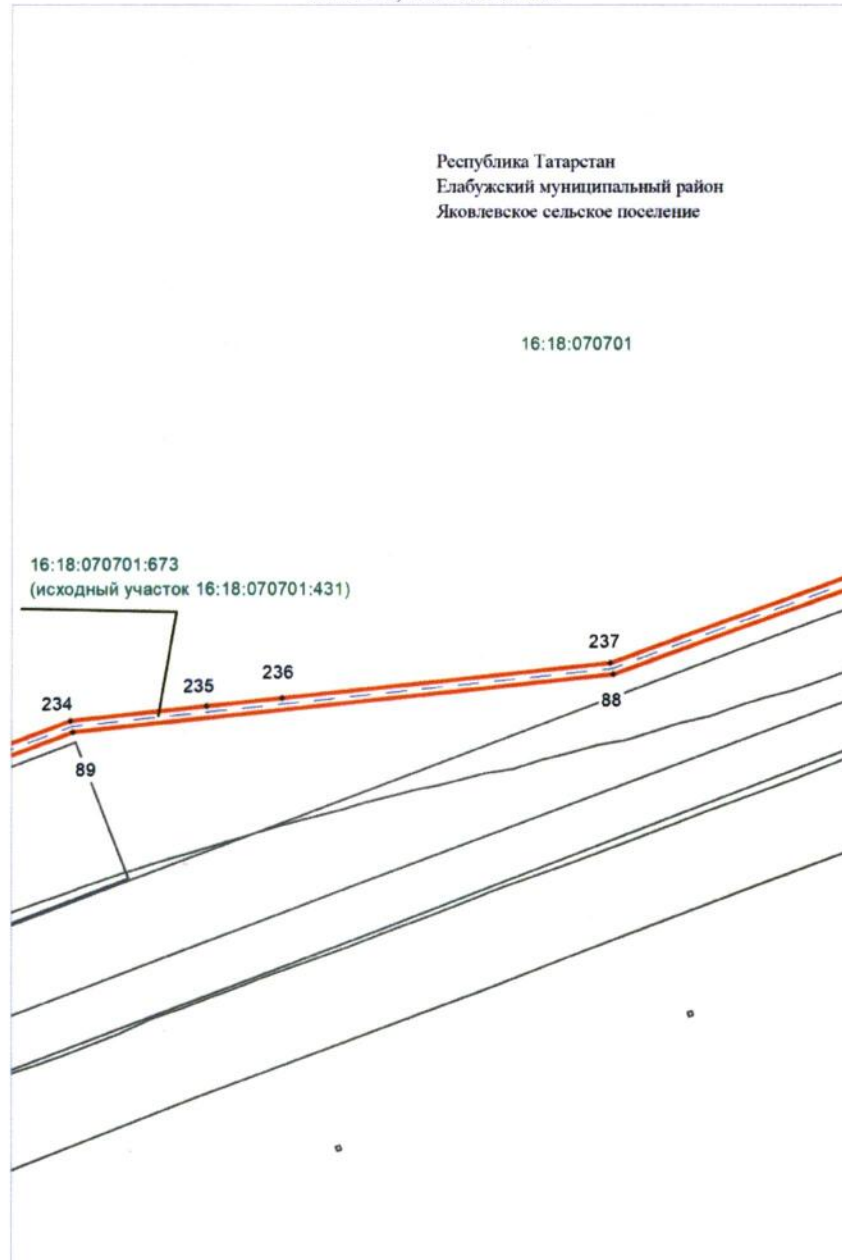 Республика Татарстан
Елабужский муниципальный район
Яковлевское сельское поселение
16:18:070701
16:18:070701:673
(исходный участок 16:18:070701:431)
237
236
235
234
88
89